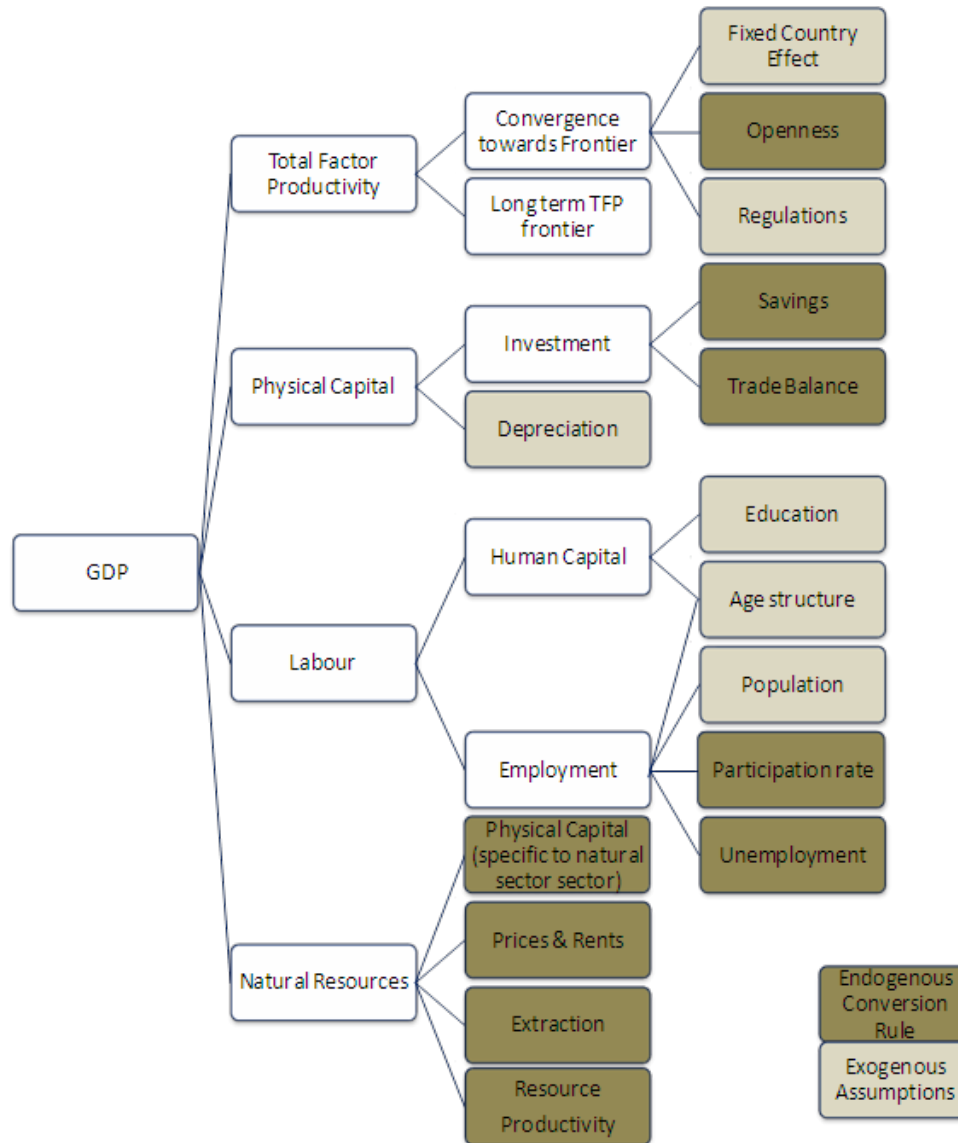 Fixed Country
Effect
Convergence
towards Frontier
Openness
Total Factor
Productivity
Long term TFP
frontier
Regulations
Savings
Investment
Physical Capital
Trade Balance
Depreciation
Education
Human Capital
GDP
Age structure
Labour
Population
Employment
Participation rate
Physical Capital
(specific to natural
sector sector)
Unemployment
Prices & Rents
Natural Resources
Extraction
Resource
Productivity
Endogenous
Conversion
Rule
Exogenous
Assumptions